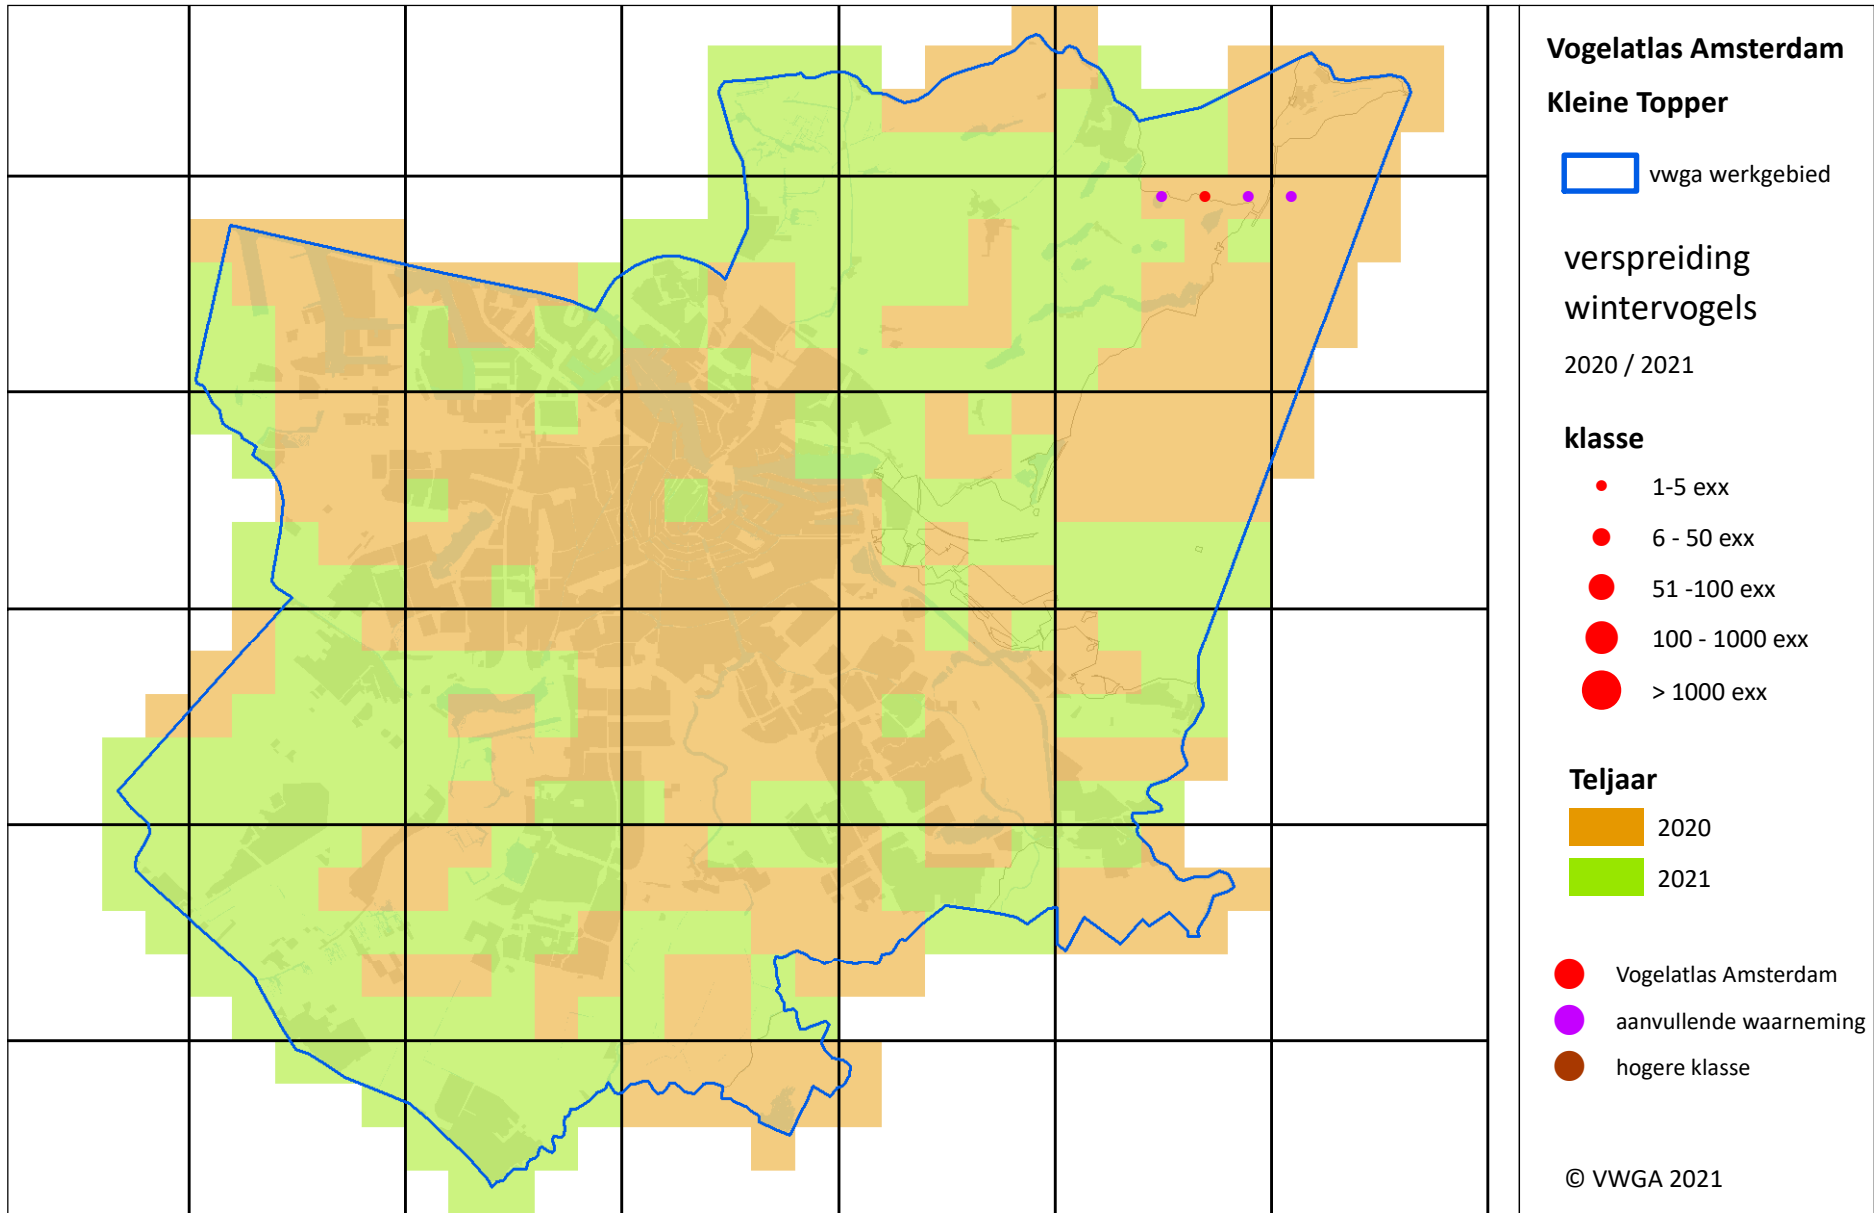 Vogelatlas Amsterdam
Kleine Topper
vwga werkgebied
verspreiding
wintervogels
2020 / 2021
klasse
1-5 exx
6 - 50 exx
51 -100 exx
100 - 1000 exx
> 1000 exx
Teljaar
2020
2021
Vogelatlas Amsterdam
aanvullende waarneming
hogere klasse
© VWGA 2021